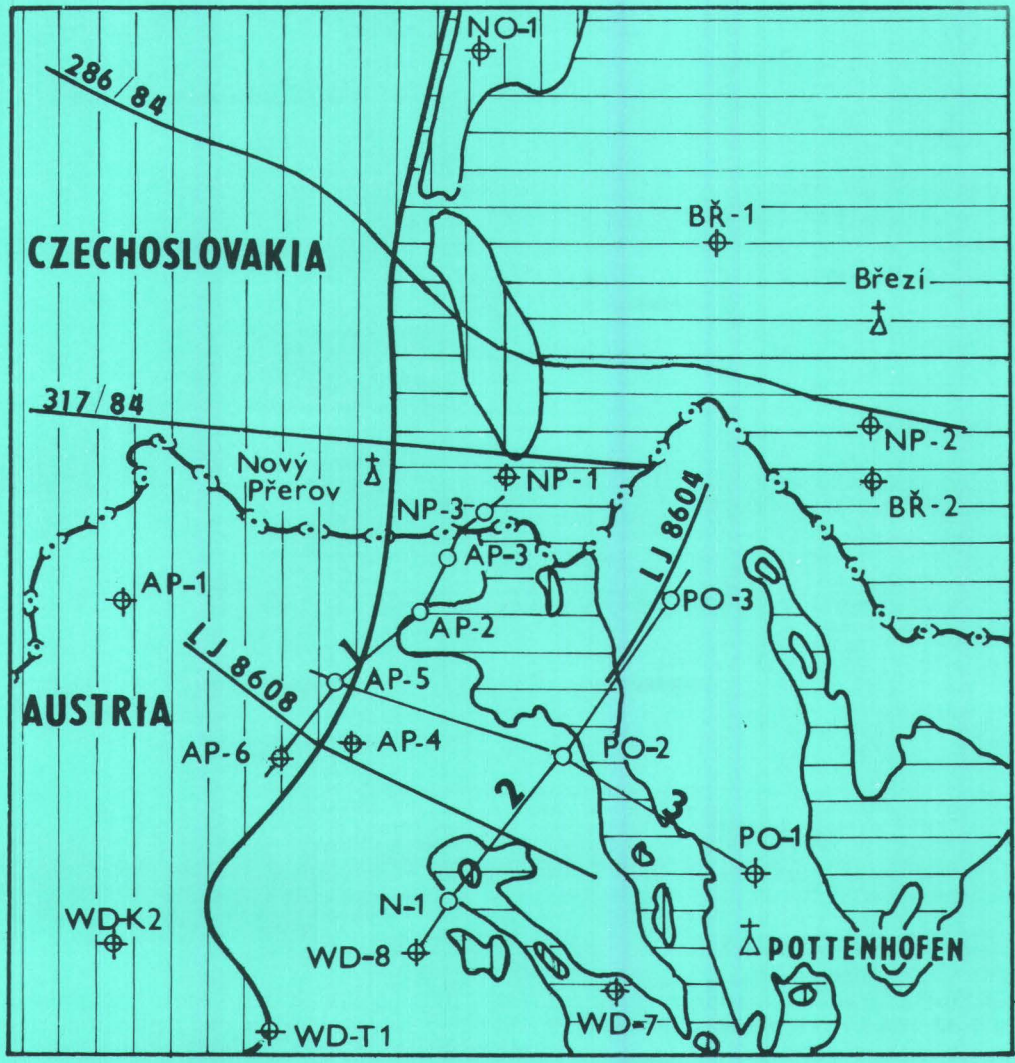 NO-1
286/84
BŘ-1
CZECHOSLOVAKIA
Březí
317/84
NP-2
Nový
Přerov
NP-1
BŘ-2
NP-3
LJ 8604
AP-3
AP-1
PO-3
AP-2
1
LJ 8608
AP-5
AUSTRIA
AP-6
AP-4
PO-2
2
3
PO-1
N-1
WD-K2
WD-8
POTTENHOFEN
WD-7
WD-T1